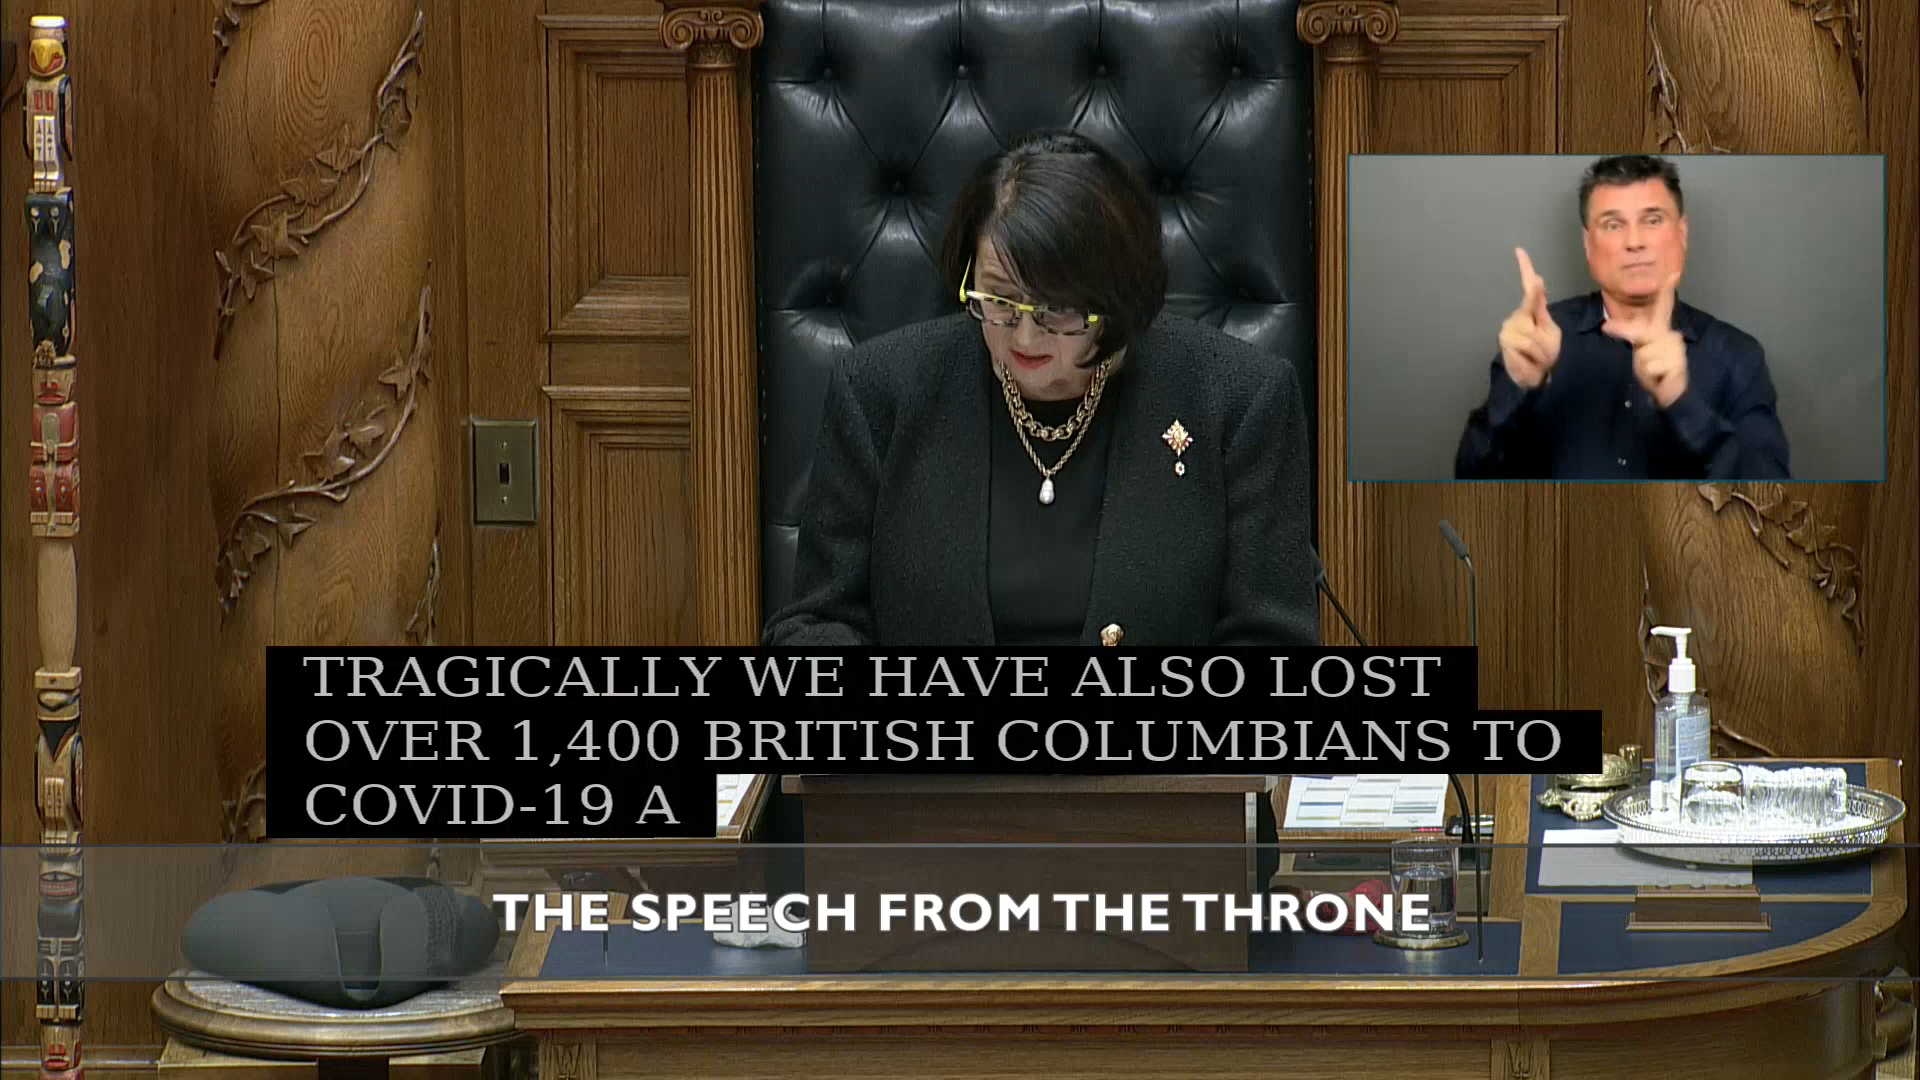 TRAGICALLY WE HAVE ALSO LOST
OVER 1,400 BRITISH COLUMBIANS TO
COVID-19 A
THE SPEECH FROM THE THRONE